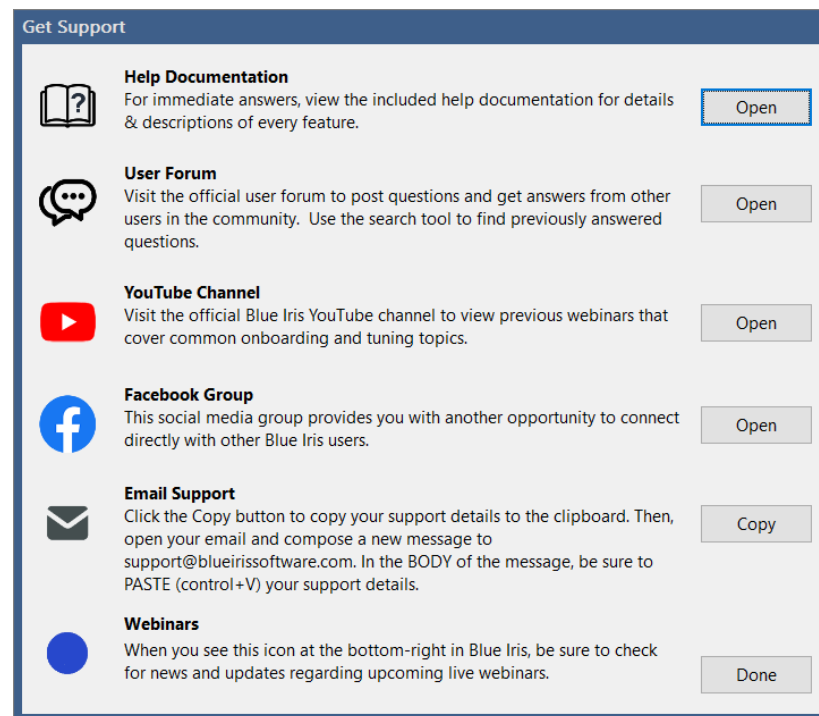 Get Support
Help Documentation
For immediate answers, view the included help documentation for details
& descriptions of every feature.
Open
User Forum
Visit the official user forum to post questions and get answers from other
users in the community.  Use the search tool to find previously answered
questions.
Open
YouTube Channel
Visit the official Blue Iris YouTube channel to view previous webinars that
cover common onboarding and tuning topics.
Open
Facebook Group
This social media group provides you with another opportunity to connect
directly with other Blue Iris users.
Open
Email Support
Click the Copy button to copy your support details to the clipboard. Then,
open your email and compose a new message to
support@blueirissoftware.com. In the BODY of the message, be sure to
PASTE (control+V) your support details.
Copy
Webinars
When you see this icon at the bottom-right in Blue Iris, be sure to check
for news and updates regarding upcoming live webinars.
Done